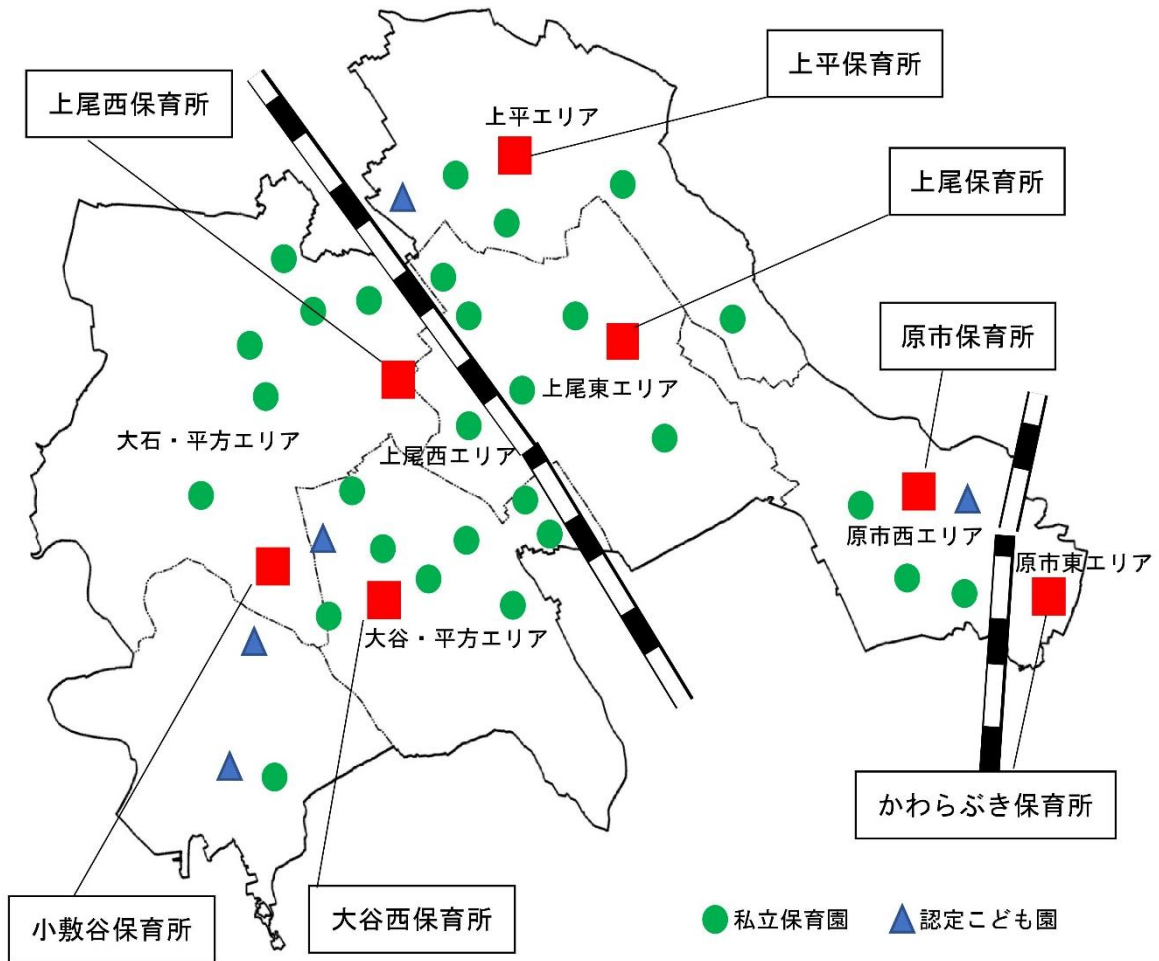 上平保育所
上尾西保育所
上平エリア
上尾保育所
原市保育所
上尾東エリア
大石・平方エリア
上尾西エリア
原市西エリア
原市東エリア
大谷・平方エリア
かわらぶき保育所
小敷谷保育所
大谷西保育所
私立保育園
認定こども園